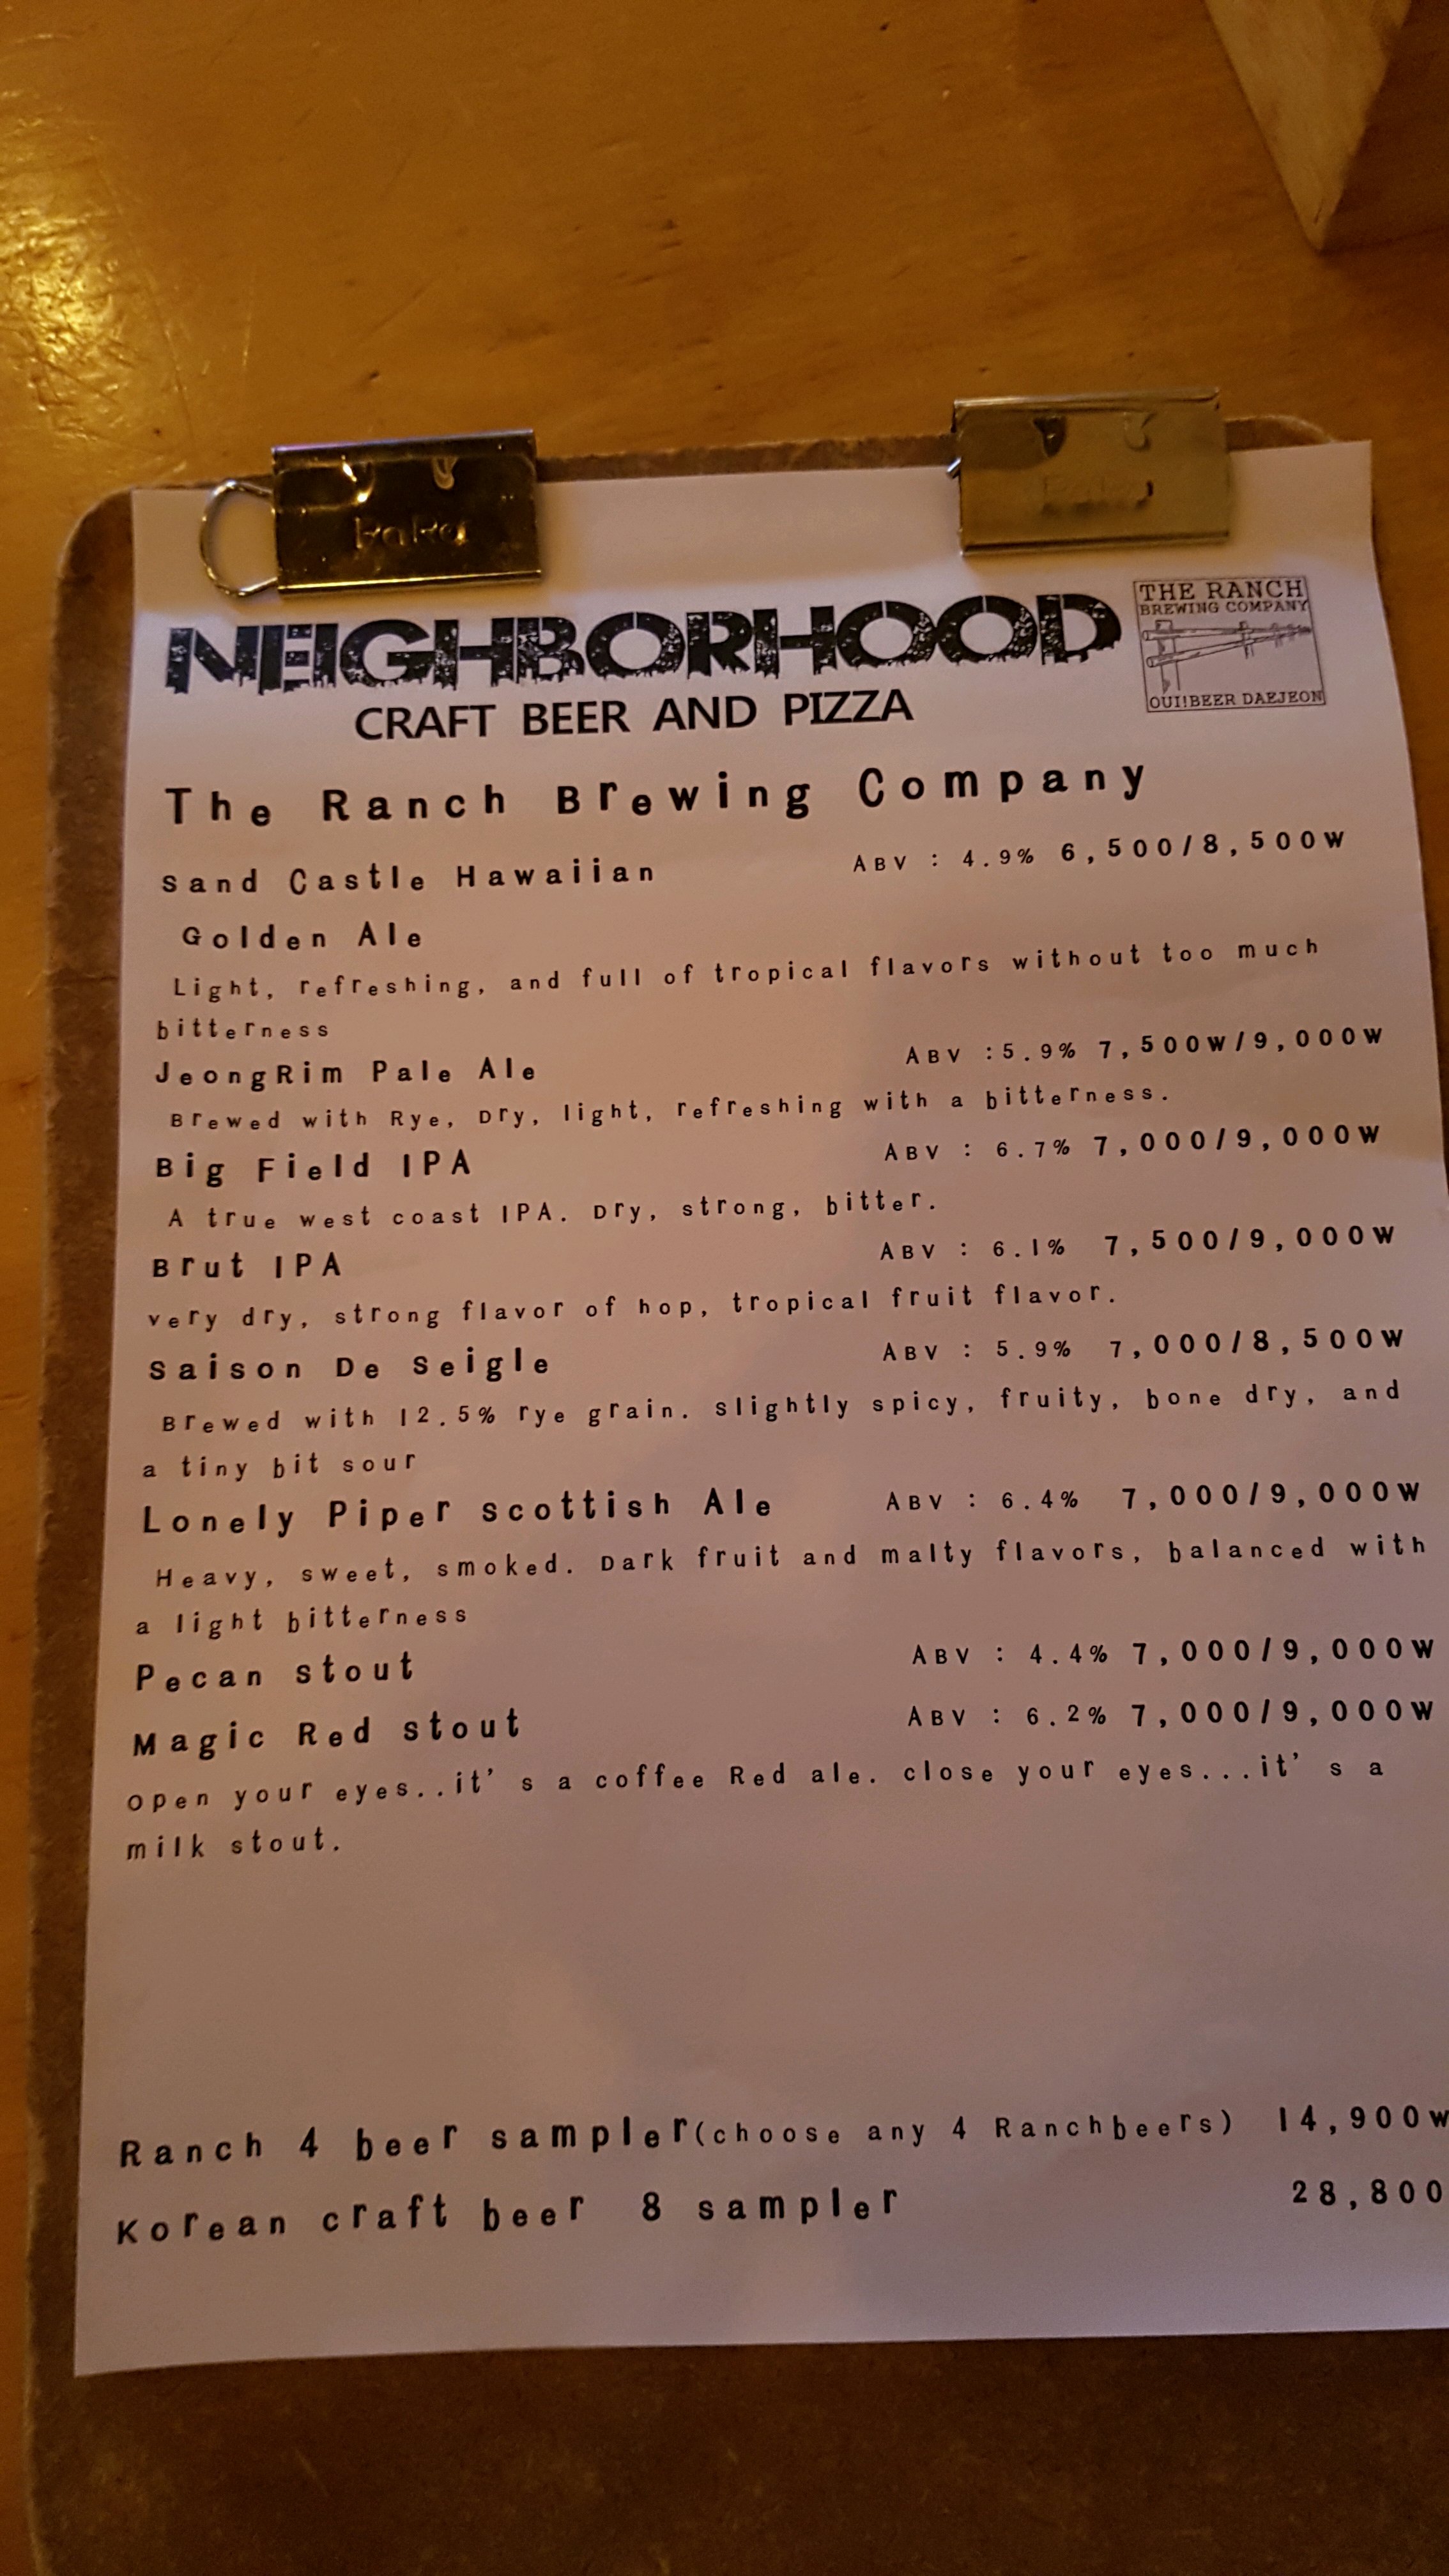 NEIGHBORHOOD
CRAFT BEER AND PIZZA
THE RANCH
BREWING COMPANY
OUI!BEER DAEJEON
The Ranch Brewing Company
Sand Castle Hawaiian ABV : 4.9% 6,500/8,500W
Golden Ale
Light, refreshing, and full of tropical flavors without too much
bitterness
JeongRim Pale Ale ABV :5.9% 7,500W/9,000W
Brewed with Rye, Dry, light, refreshing with a bitterness.
Big Field IPA ABV : 6.7% 7,000/9,000W
A true west coast IPA. Dry, strong, bitter.
Brut IPA ABV : 6.1% 7,500/9,000W
very dry, strong flavor of hop, tropical fruit flavor.
Saison De Seigle ABV : 5.9% 7,000/8,500W
Brewed with 12.5% rye grain. slightly spicy, fruity, bone dry, and
a tiny bit sour
Lonely Piper Scottish Ale ABV : 6.4% 7,000/9,000W
Heavy, sweet, smoked. Dark fruit and malty flavors, balanced with
a light bitterness
Pecan Stout ABV : 4.4% 7,000/9,000W
Magic Red Stout ABV : 6.2% 7,000/9,000W
Open your eyes..it's a coffee Red ale. close your eyes...it's a
milk stout.
Ranch 4 beer sampler(choose any 4 Ranchbeers) 14,900W
Korean craft beer 8 sampler 28,800